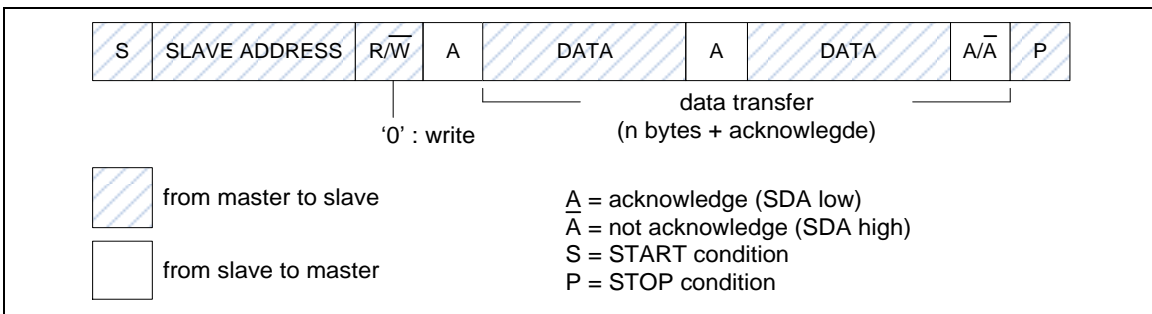 S SLAVE ADDRESS R/W̅ A DATA A DATA A/A̅ P
data transfer
(n bytes + acknowlegde)
‘0’ : write
from master to slave
from slave to master
A = acknowledge (SDA low)
A̅ = not acknowledge (SDA high)
S = START condition
P = STOP condition